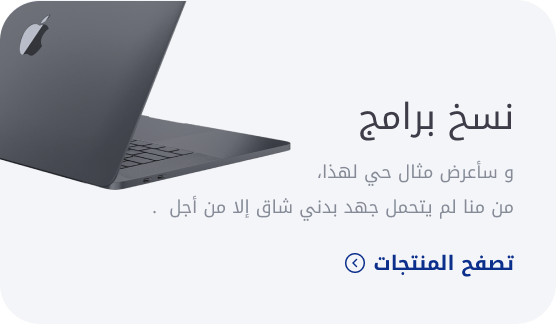 نسخ برامج
و سأعرض مثال حي لهذا،
من منا لم يتحمل جهد بدني شاق إلا من أجل .
تصفح المنتجات